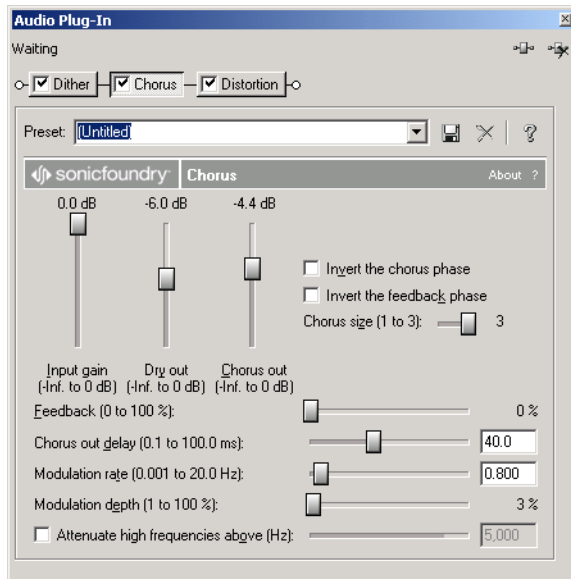 Audio Plug-In
Waiting
Dither Chorus Distortion
Preset: (Untitled)
sonicfoundry Chorus About ?
0.0 dB -6.0 dB -4.4 dB
Invert the chorus phase
Invert the feedback phase
Chorus size (1 to 3): 3
Input gain Dry out Chorus out
(-Inf. to 0 dB) (-Inf. to 0 dB) (-Inf. to 0 dB)
Feedback (0 to 100 %): 0 %
Chorus out delay (0.1 to 100.0 ms): 40.0
Modulation rate (0.001 to 20.0 Hz): 0.800
Modulation depth (1 to 100 %): 3 %
Attenuate high frequencies above (Hz): 5,000